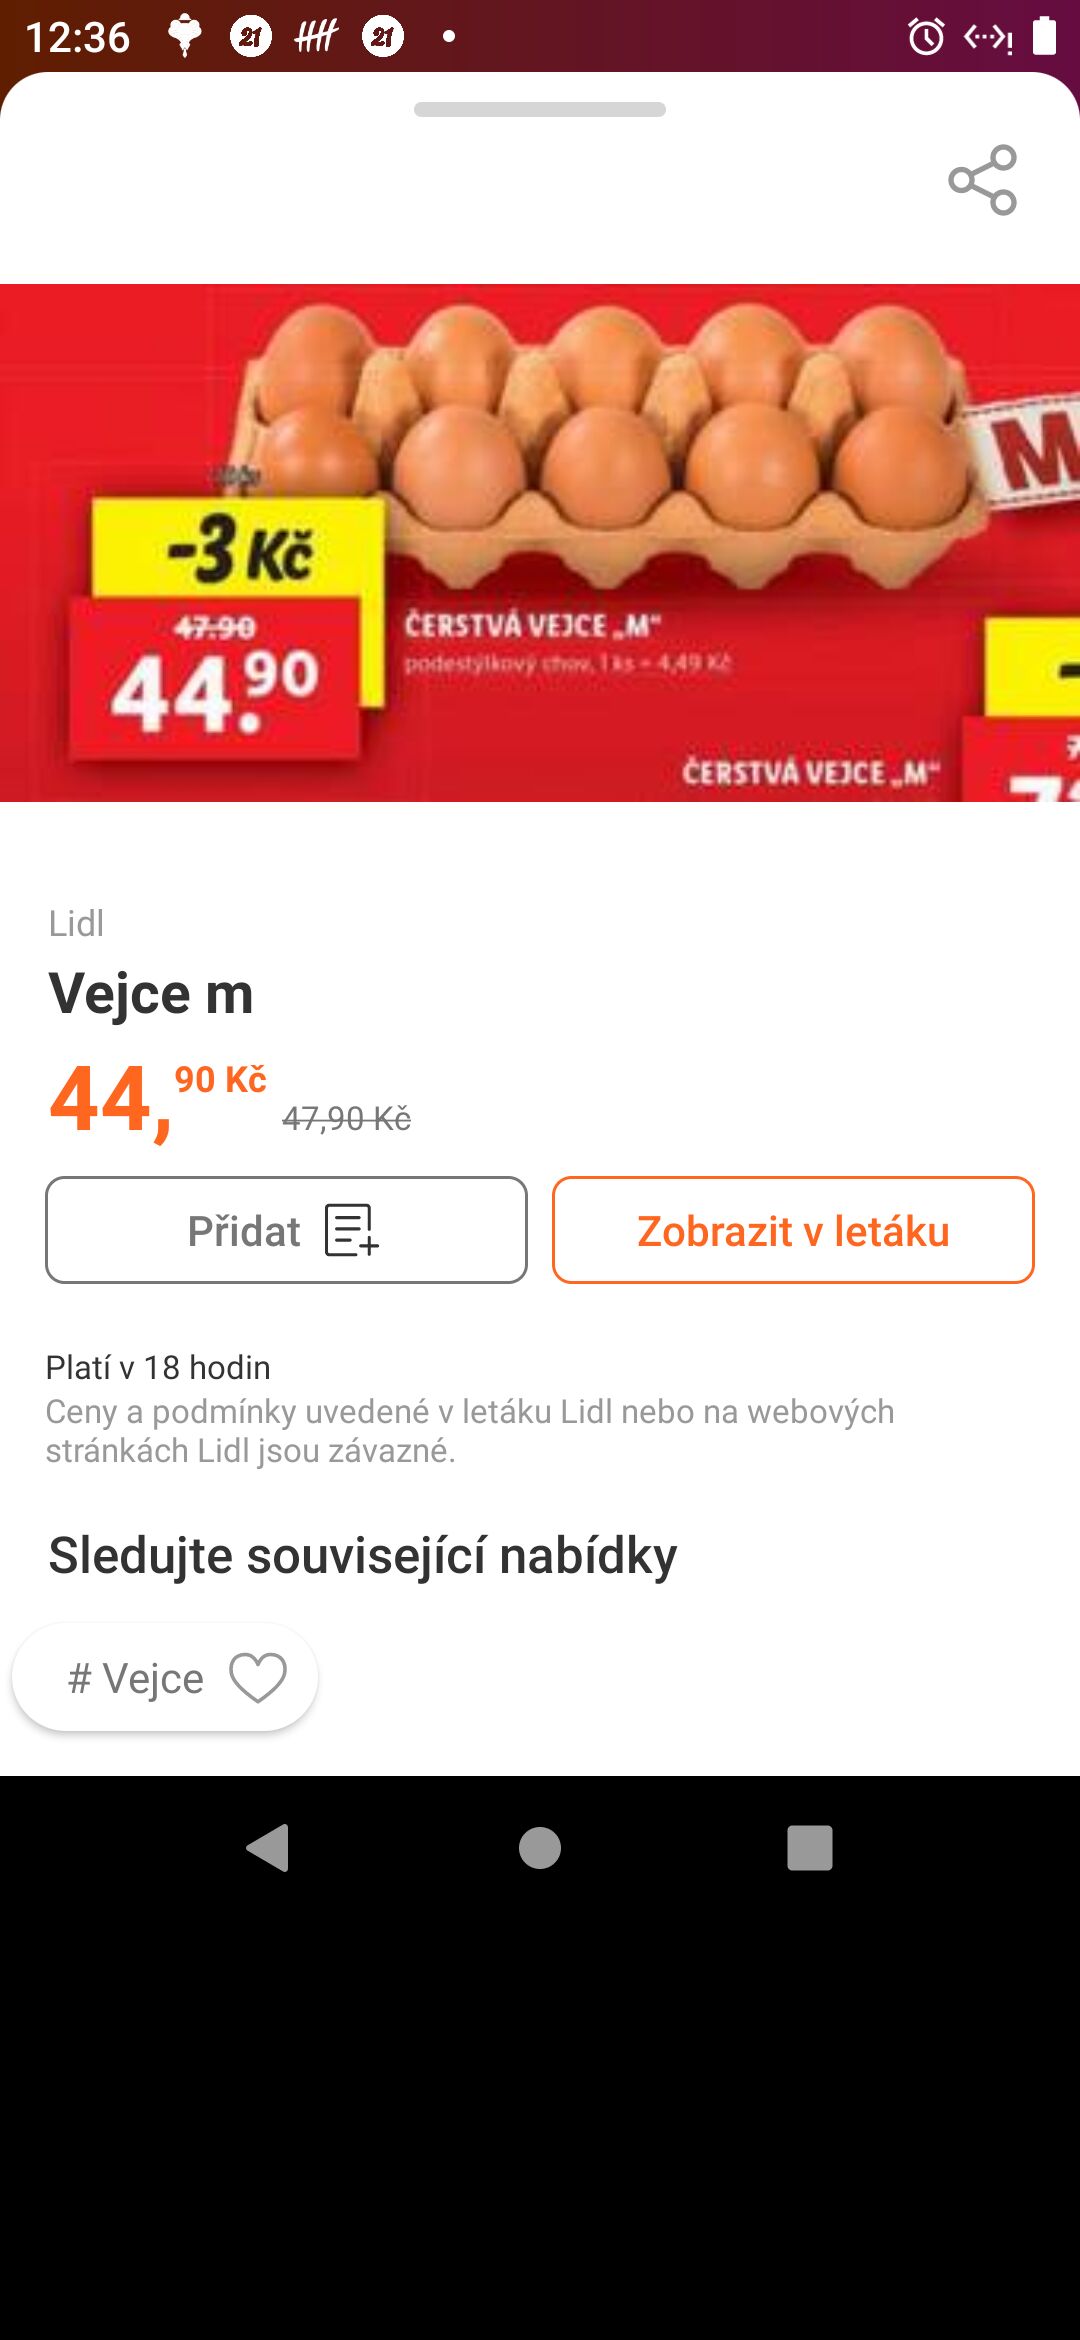 12:36
21
21
M
-3 Kč
47.90
44.90
ČERSTVÁ VEJCE „M“
podestýlkový chov, 1 ks = 4,49 Kč
ČERSTVÁ VEJCE „M“
Lidl
Vejce m
44,90 Kč 47,90 Kč
Přidat
Zobrazit v letáku
Platí v 18 hodin
Ceny a podmínky uvedené v letáku Lidl nebo na webových
stránkách Lidl jsou závazné.
Sledujte související nabídky
# Vejce